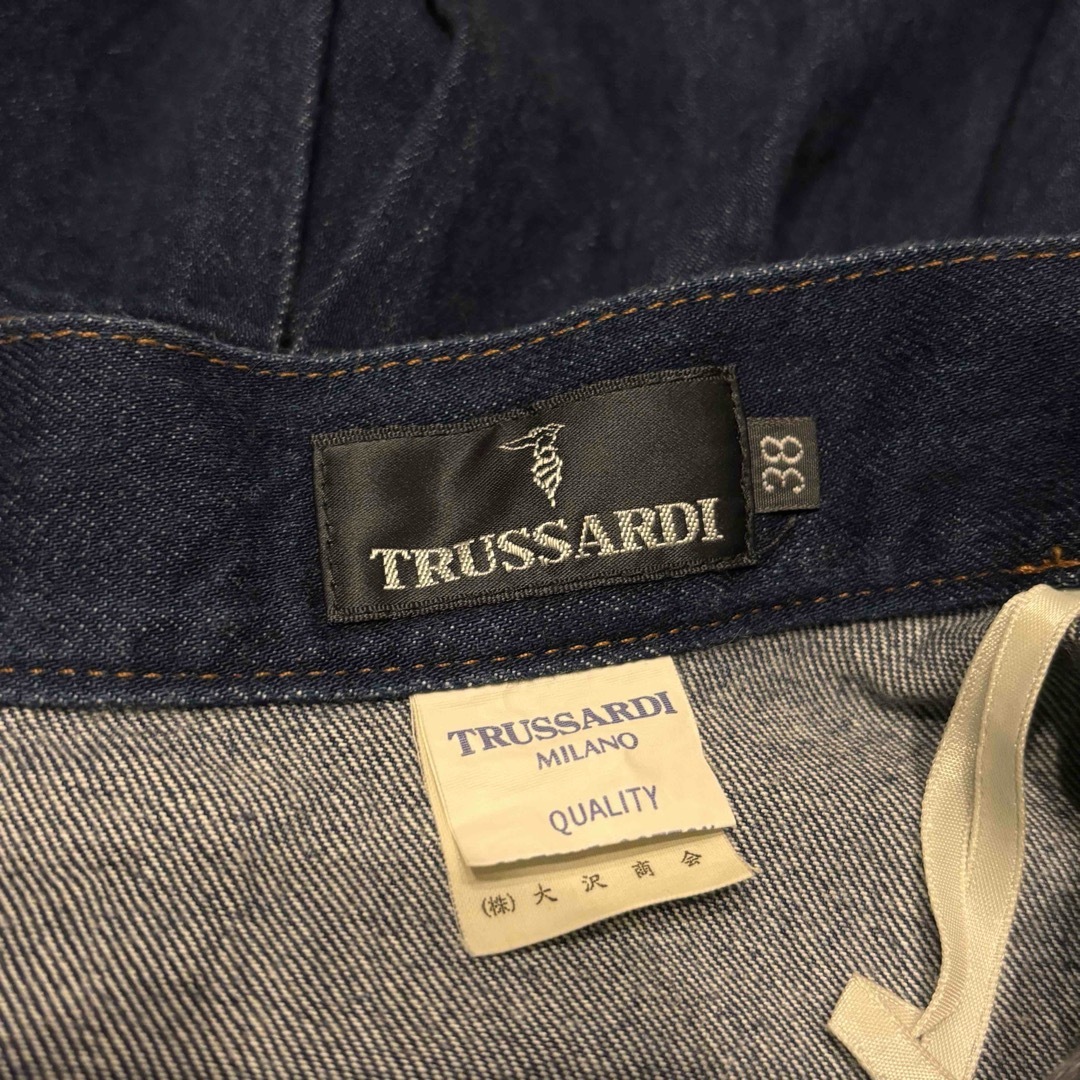 TRUSSARDI
38
TRUSSARDI
MILANO
QUALITY
(株) 大沢商会